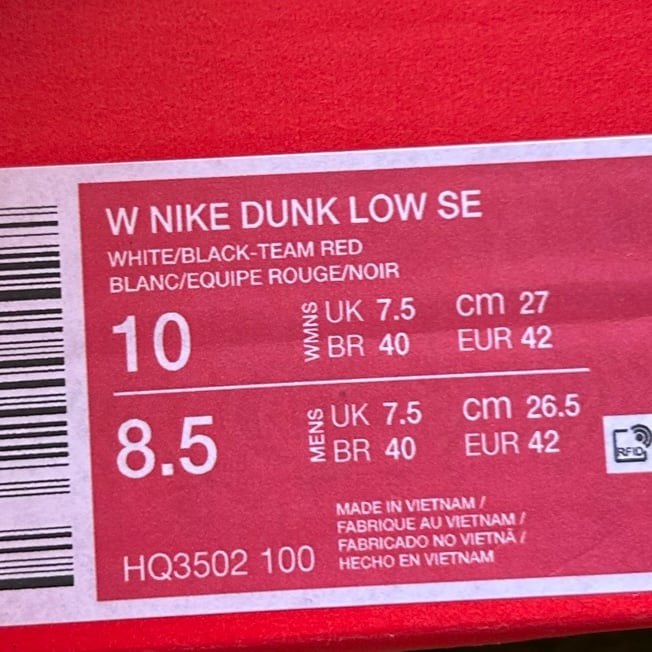 W NIKE DUNK LOW SE
WHITE/BLACK-TEAM RED
BLANC/EQUIPE ROUGE/NOIR
10 WMNS UK 7.5 cm 27
BR 40 EUR 42
8.5 MENS UK 7.5 cm 26.5
BR 40 EUR 42
RFID
MADE IN VIETNAM /
FABRIQUE AU VIETNAM /
FABRICADO NO VIETNÃ /
HECHO EN VIETNAM
HQ3502 100